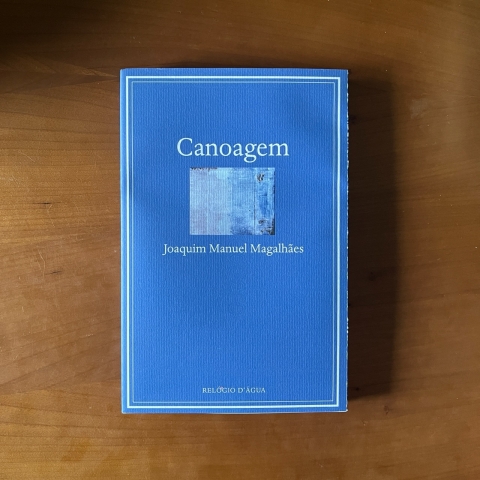 Canoagem
Joaquim Manuel Magalhães
RELÓGIO D'ÁGUA